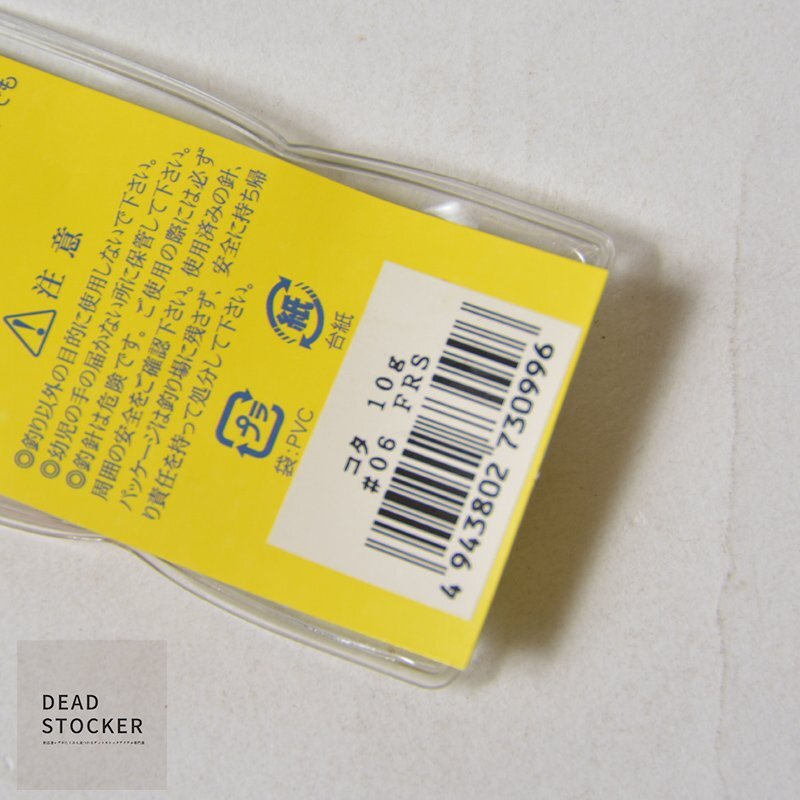 でも
注意
◎釣り以外の目的に使用しないで下さい。
◎幼児の手の届かない所に保管して下さい。
◎釣針は危険です。ご使用の際には必ず
周囲の安全をご確認下さい。使用済みの針、
パッケージは釣り場に残さず、安全に持ち帰
り責任を持って処分して下さい。
紙
台紙
プラ
袋:PVC
コタ 10g
#06 FRS
4 943802 730996
DEAD
STOCKER